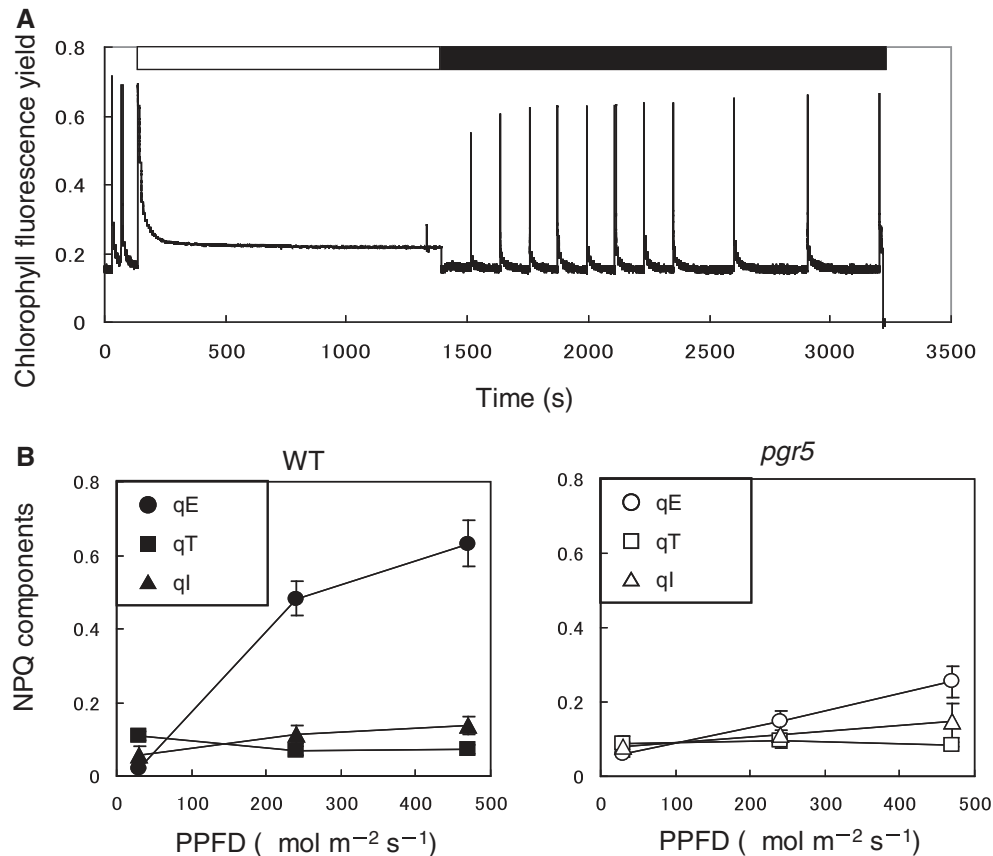 A
Chlorophyll fluorescence yield
0.8
0.6
0.4
0.2
0
0 500 1000 1500 2000 2500 3000 3500
Time (s)
B
WT
NPQ components
0.8
0.6
0.4
0.2
0
qE
qT
qI
0 100 200 300 400 500
PPFD ( mol m−2 s−1)
pgr5
0.8
0.6
0.4
0.2
0
qE
qT
qI
0 100 200 300 400 500
PPFD ( mol m−2 s−1)